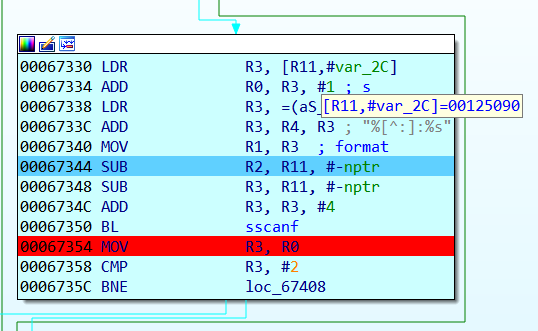 00067330 LDR R3, [R11,#var_2C]
00067334 ADD R0, R3, #1 ; s
00067338 LDR R3, =(aS_
[R11,#var_2C]=00125090
0006733C ADD R3, R4, R3 ; "%[^:]:%s"
00067340 MOV R1, R3 ; format
00067344 SUB R2, R11, #-nptr
00067348 SUB R3, R11, #-nptr
0006734C ADD R3, R3, #4
00067350 BL sscanf
00067354 MOV R3, R0
00067358 CMP R3, #2
0006735C BNE loc_67408